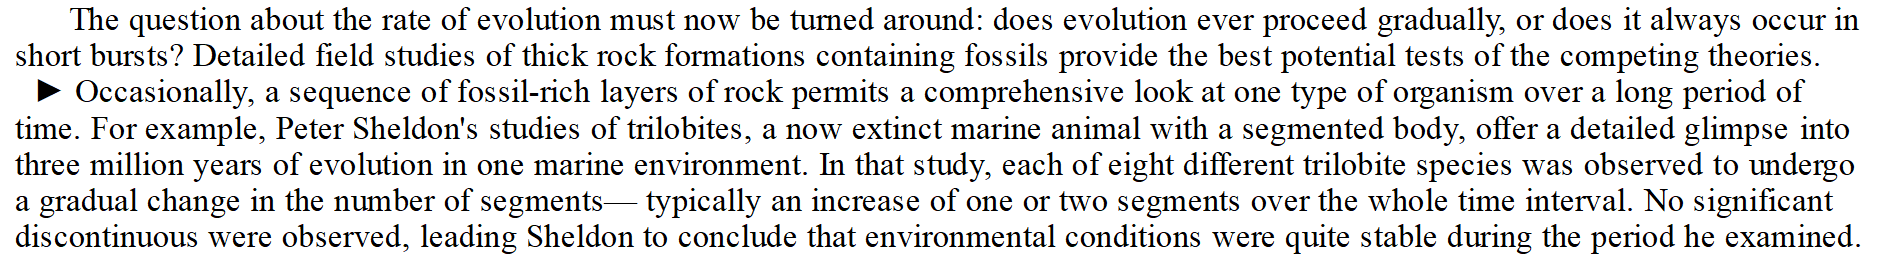 The question about the rate of evolution must now be turned around: does evolution ever proceed gradually, or does it always occur in
short bursts? Detailed field studies of thick rock formations containing fossils provide the best potential tests of the competing theories.
► Occasionally, a sequence of fossil-rich layers of rock permits a comprehensive look at one type of organism over a long period of
time. For example, Peter Sheldon's studies of trilobites, a now extinct marine animal with a segmented body, offer a detailed glimpse into
three million years of evolution in one marine environment. In that study, each of eight different trilobite species was observed to undergo
a gradual change in the number of segments— typically an increase of one or two segments over the whole time interval. No significant
discontinuous were observed, leading Sheldon to conclude that environmental conditions were quite stable during the period he examined.